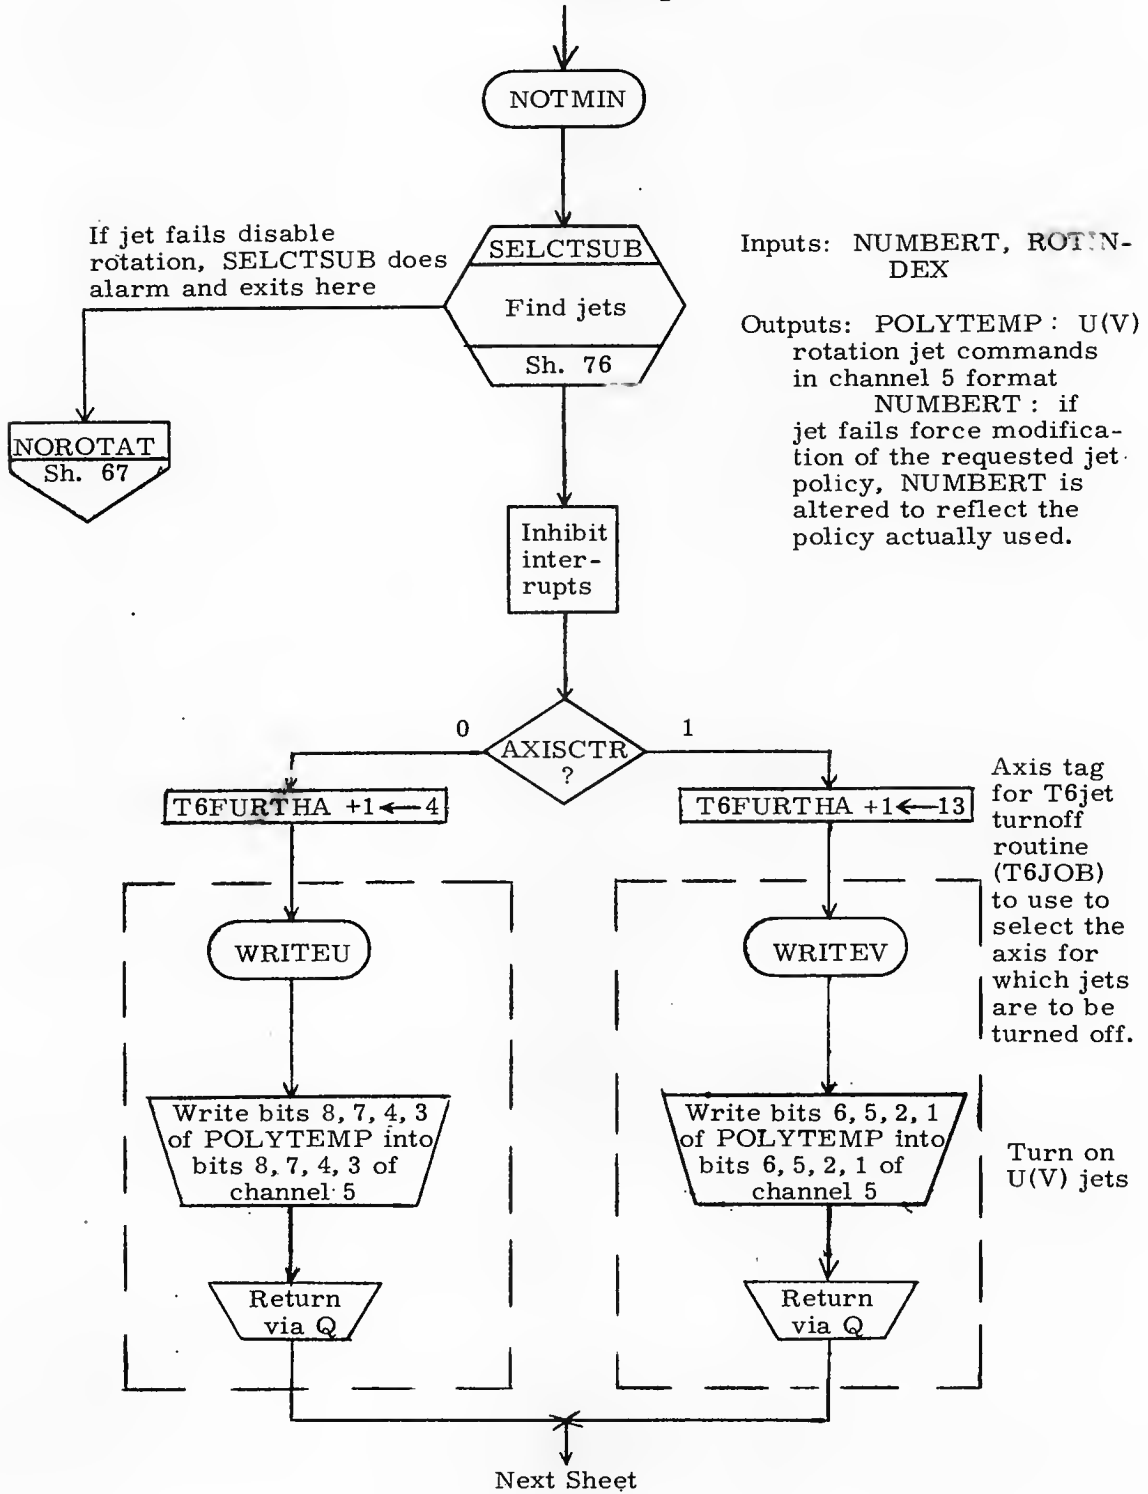 NOTMIN
If jet fails disable
rotation, SELCTSUB does
alarm and exits here
SELCTSUB
Find jets
Sh. 76
Inputs: NUMBERT,
DEX
Outputs: POLYTEMP : U(V)
rotation jet commands
in channel 5 format
NUMBERT : if
jet fails force modifica-
tion of the requested jet
policy, NUMBERT is
altered to reflect the
policy actually used.
NOROTAT
Sh. 67
Inhibit
inter-
rupts
0
AXISCTR
?
1
T6FURTHA +1←4
T6FURTHA +1←13
Axis tag
for T6jet
turnoff
routine
(T6JOB)
to use to
select the
axis for
which jets
are to be
turned off.
WRITEU
WRITEV
Write bits 8, 7, 4, 3
of POLYTEMP into
bits 8, 7, 4, 3 of
channel 5
Write bits 6, 5, 2, 1
of POLYTEMP into
bits 6, 5, 2, 1 of
channel 5
Turn on
U(V) jets
Return
via Q
Return
via Q
Next Sheet